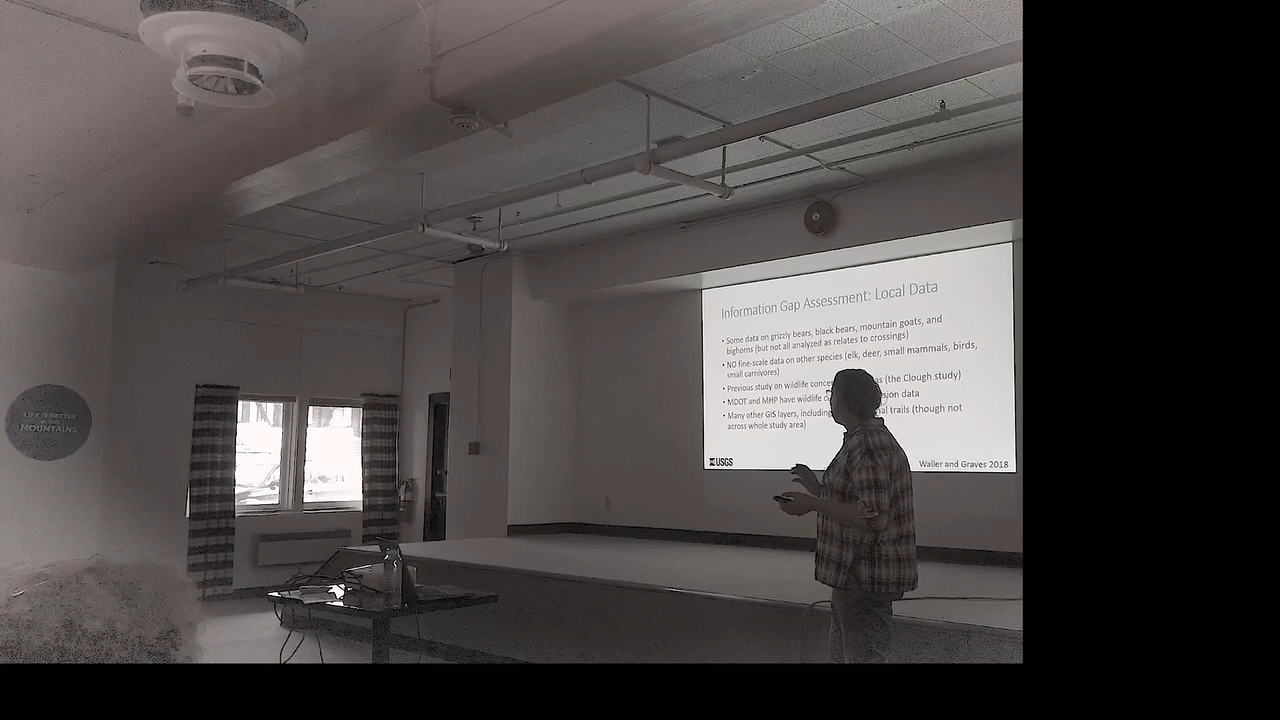 Information Gap Assessment: Local Data
• Some data on grizzly bears, black bears, mountain goats, and
bighorns (but not all analyzed as relates to crossings)
• NO fine-scale data on other species (elk, deer, small mammals, birds,
small carnivores)
• Previous study on wildlife (the Clough study)
• MDOT and MHP have wildlife data
• Many other GIS layers, including trails (though not
across whole study area)
USGS
Waller and Graves 2018
LIFE IS BETTER
IN THE
MOUNTAINS